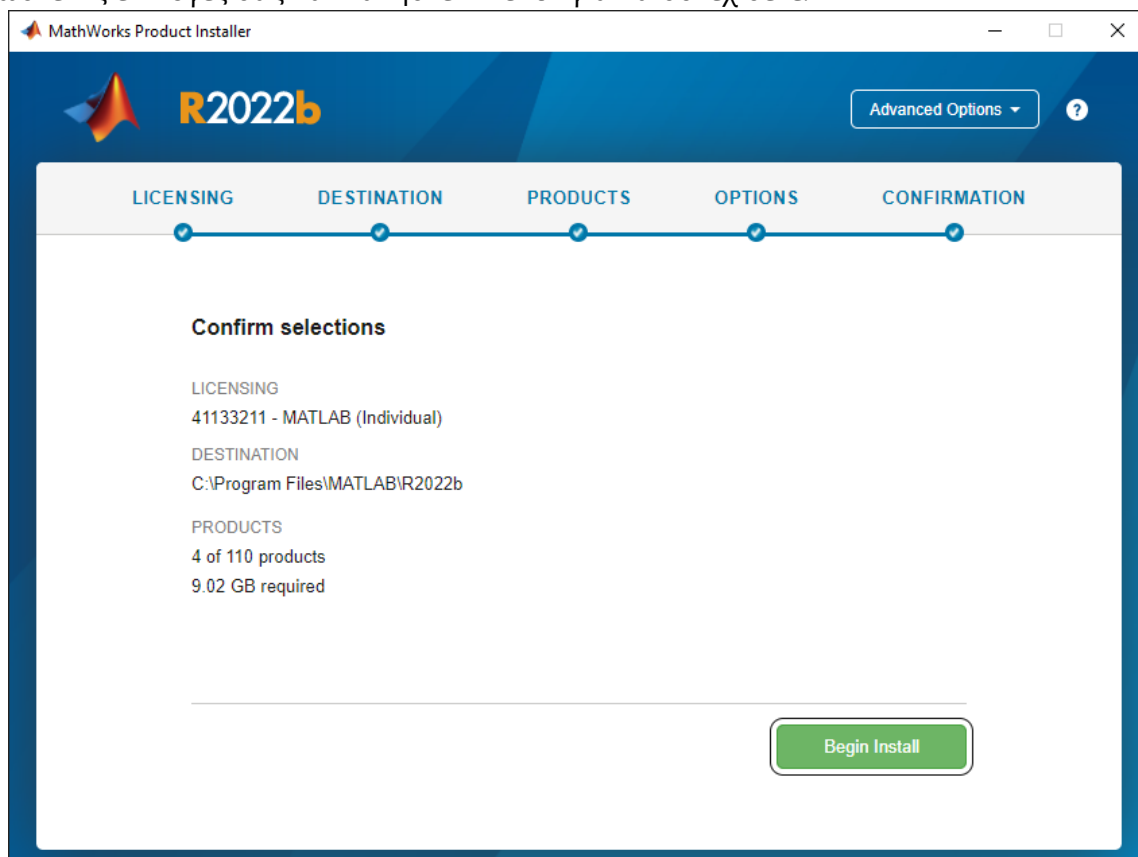 MathWorks Product Installer
R2022b
Advanced Options
?
LICENSING DESTINATION PRODUCTS OPTIONS CONFIRMATION
Confirm selections
LICENSING
41133211 - MATLAB (Individual)
DESTINATION
C:\Program Files\MATLAB\R2022b
PRODUCTS
4 of 110 products
9.02 GB required
Begin Install